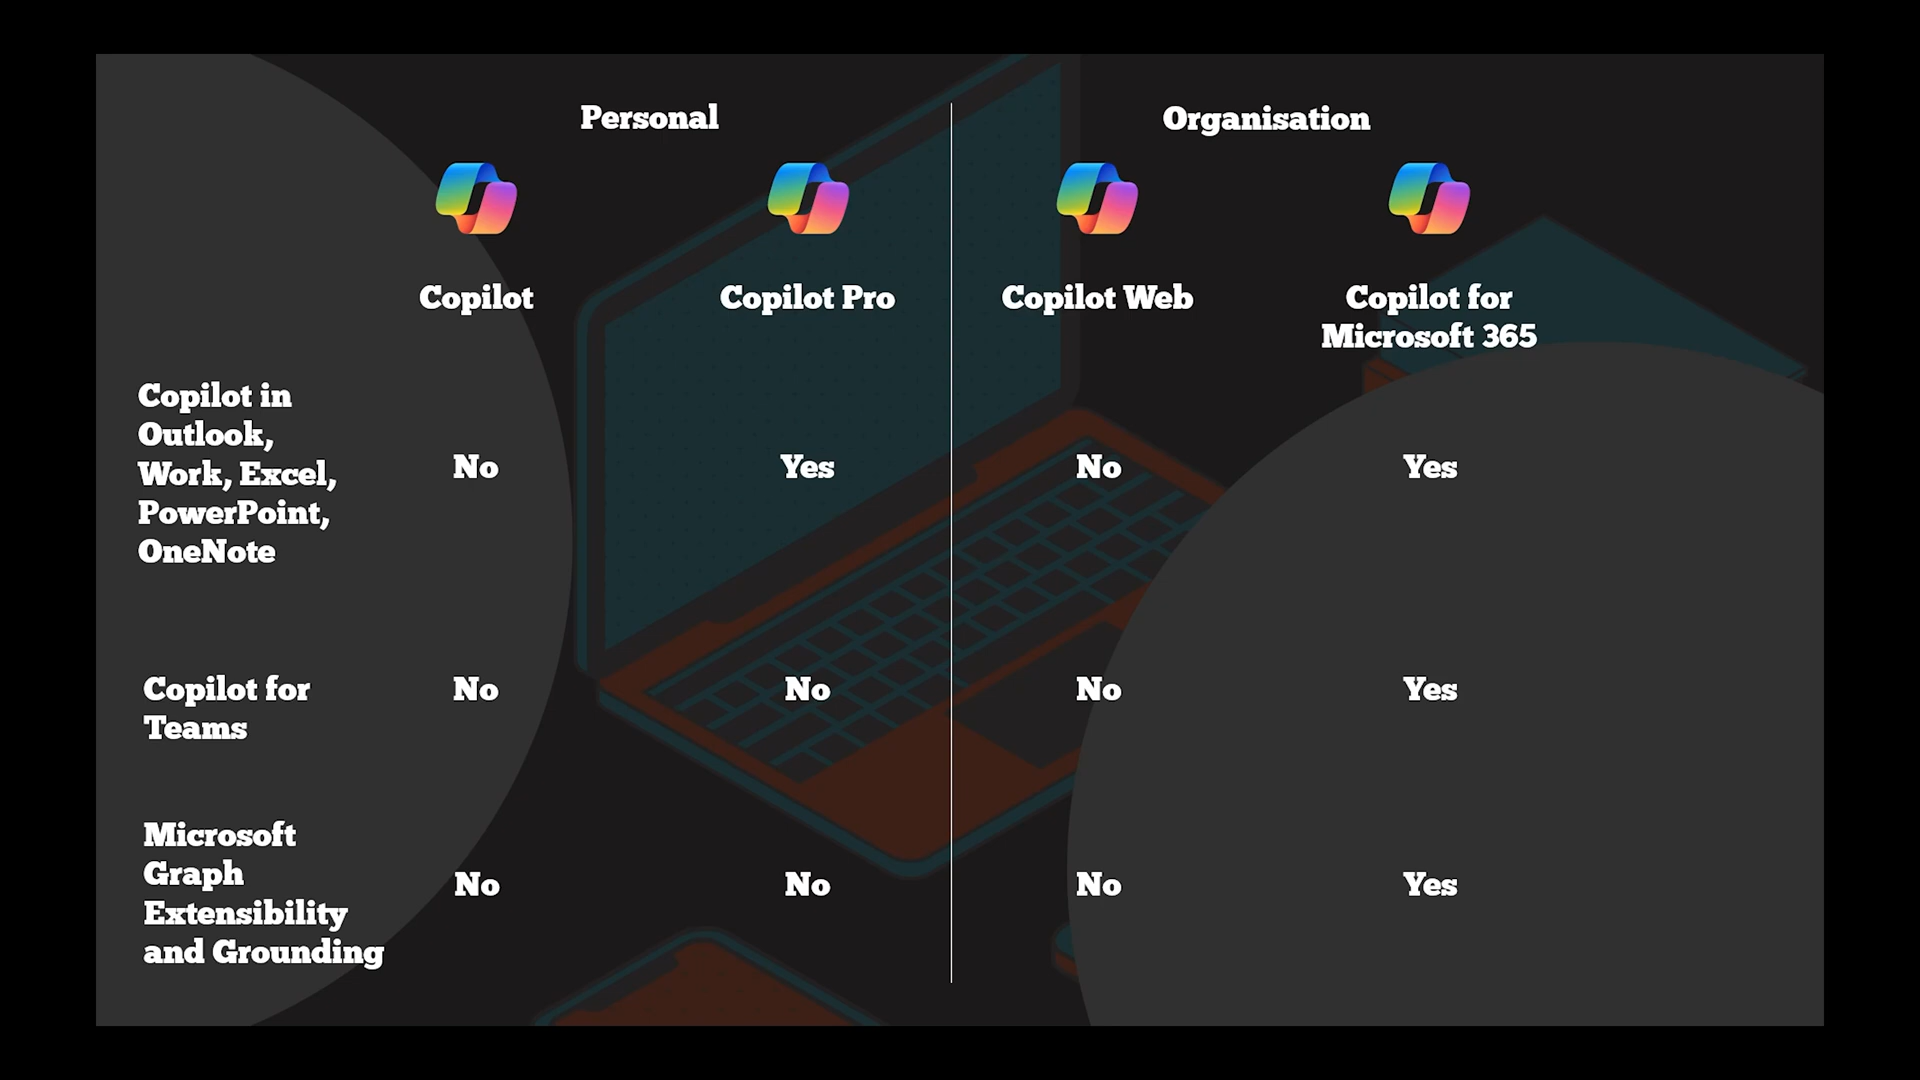 Personal
Organisation
Copilot
Copilot Pro
Copilot Web
Copilot for
Microsoft 365
Copilot in
Outlook,
Work, Excel,
PowerPoint,
OneNote
No
Yes
No
Yes
Copilot for
Teams
No
No
No
Yes
Microsoft
Graph
Extensibility
and Grounding
No
No
No
Yes